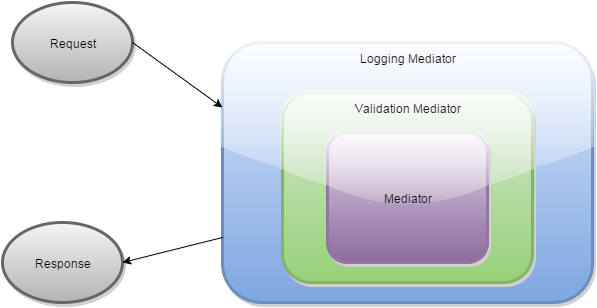 Request
Logging Mediator
Validation Mediator
Mediator
Response